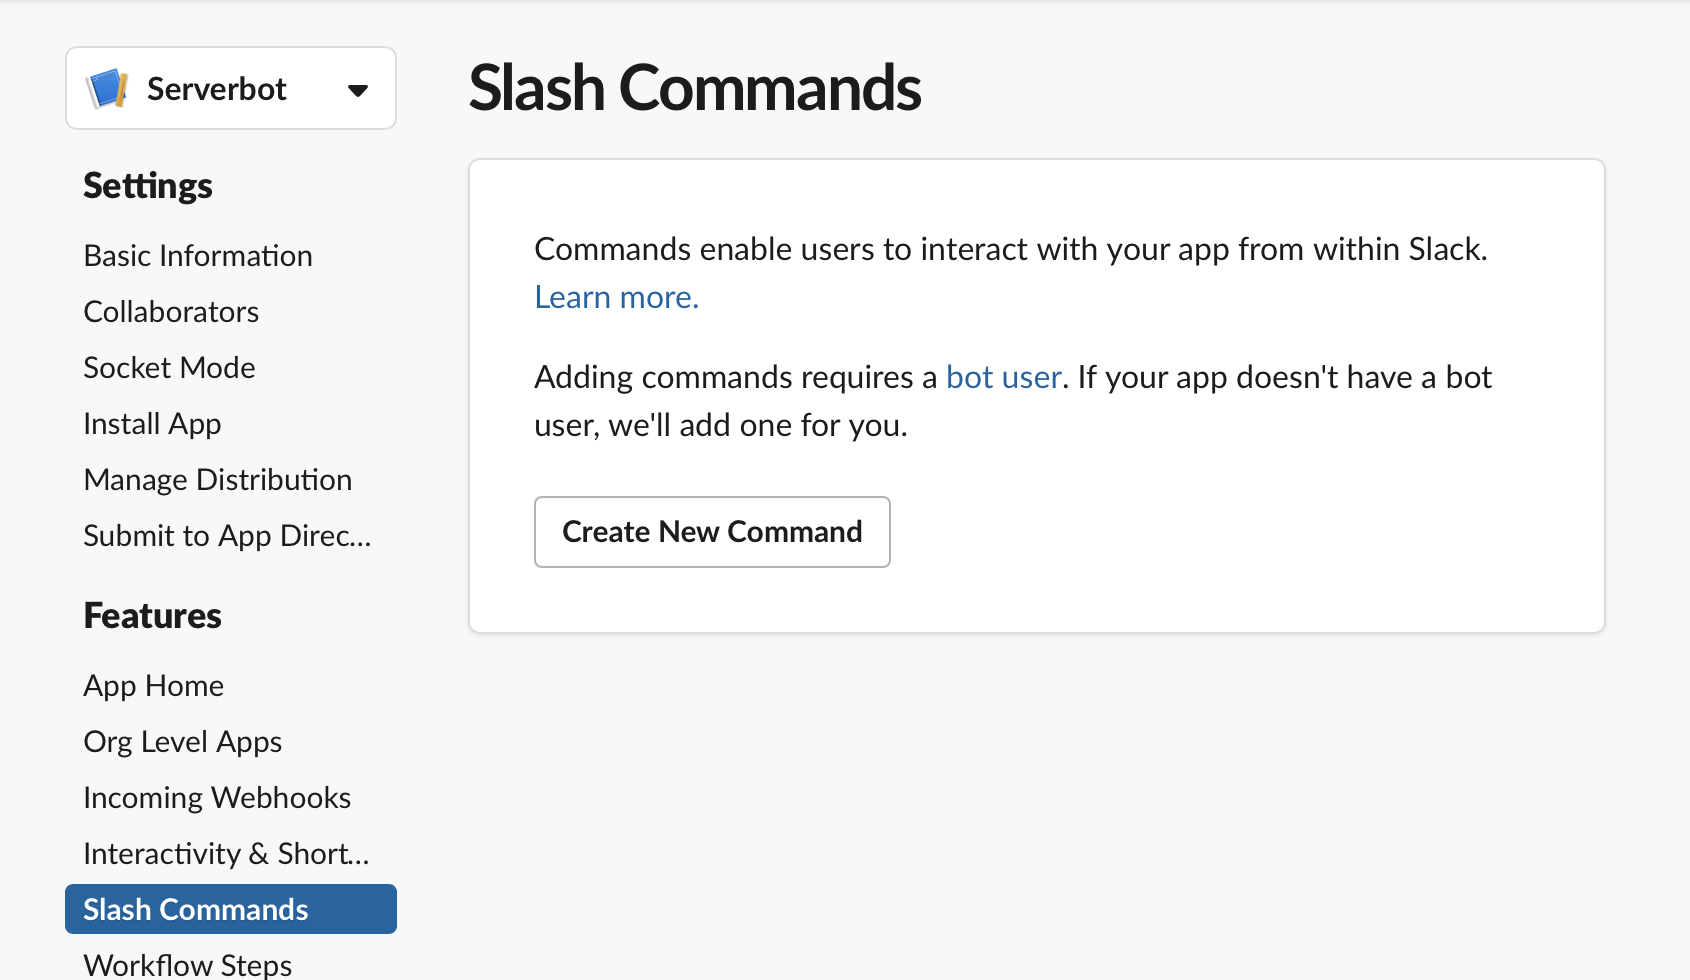 Serverbot
Settings
Basic Information
Collaborators
Socket Mode
Install App
Manage Distribution
Submit to App Direc...
Features
App Home
Org Level Apps
Incoming Webhooks
Interactivity & Short...
Slash Commands
Workflow Steps
Slash Commands
Commands enable users to interact with your app from within Slack.
Learn more.
Adding commands requires a bot user. If your app doesn't have a bot
user, we'll add one for you.
Create New Command